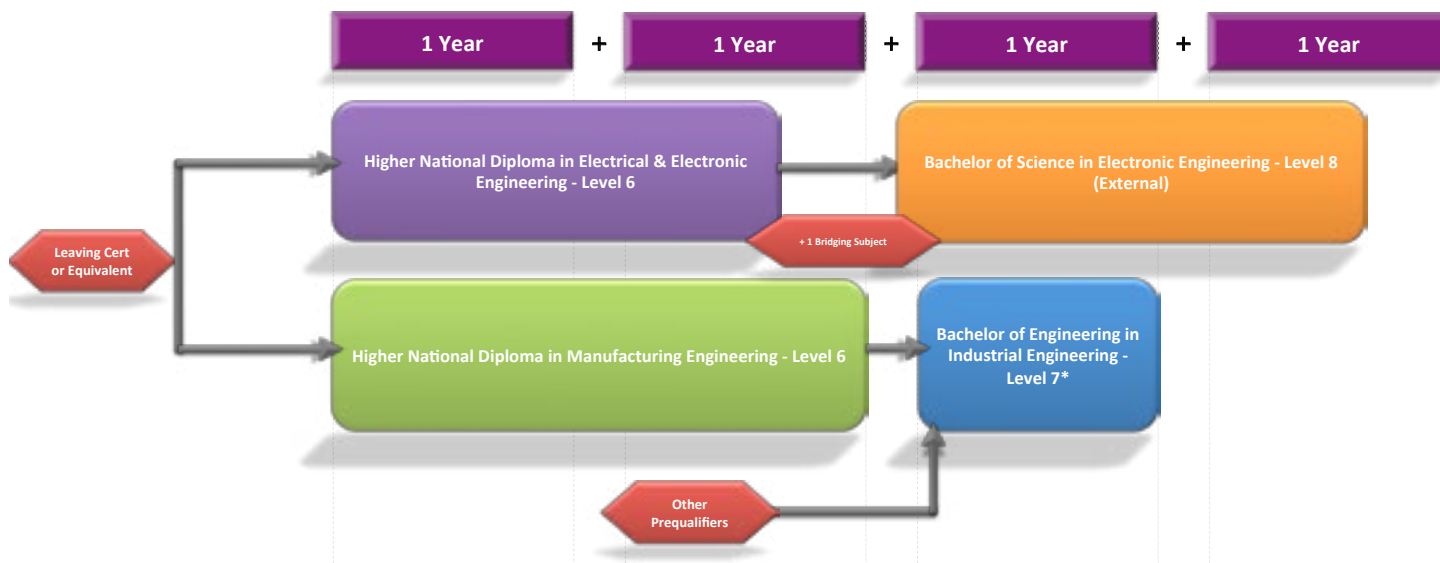 1 Year + 1 Year + 1 Year + 1 Year
Higher National Diploma in Electrical & Electronic
Engineering - Level 6
Bachelor of Science in Electronic Engineering - Level 8
(External)
+ 1 Bridging Subject
Leaving Cert
or Equivalent
Higher National Diploma in Manufacturing Engineering - Level 6
Bachelor of Engineering in
Industrial Engineering -
Level 7*
Other
Prequalifiers